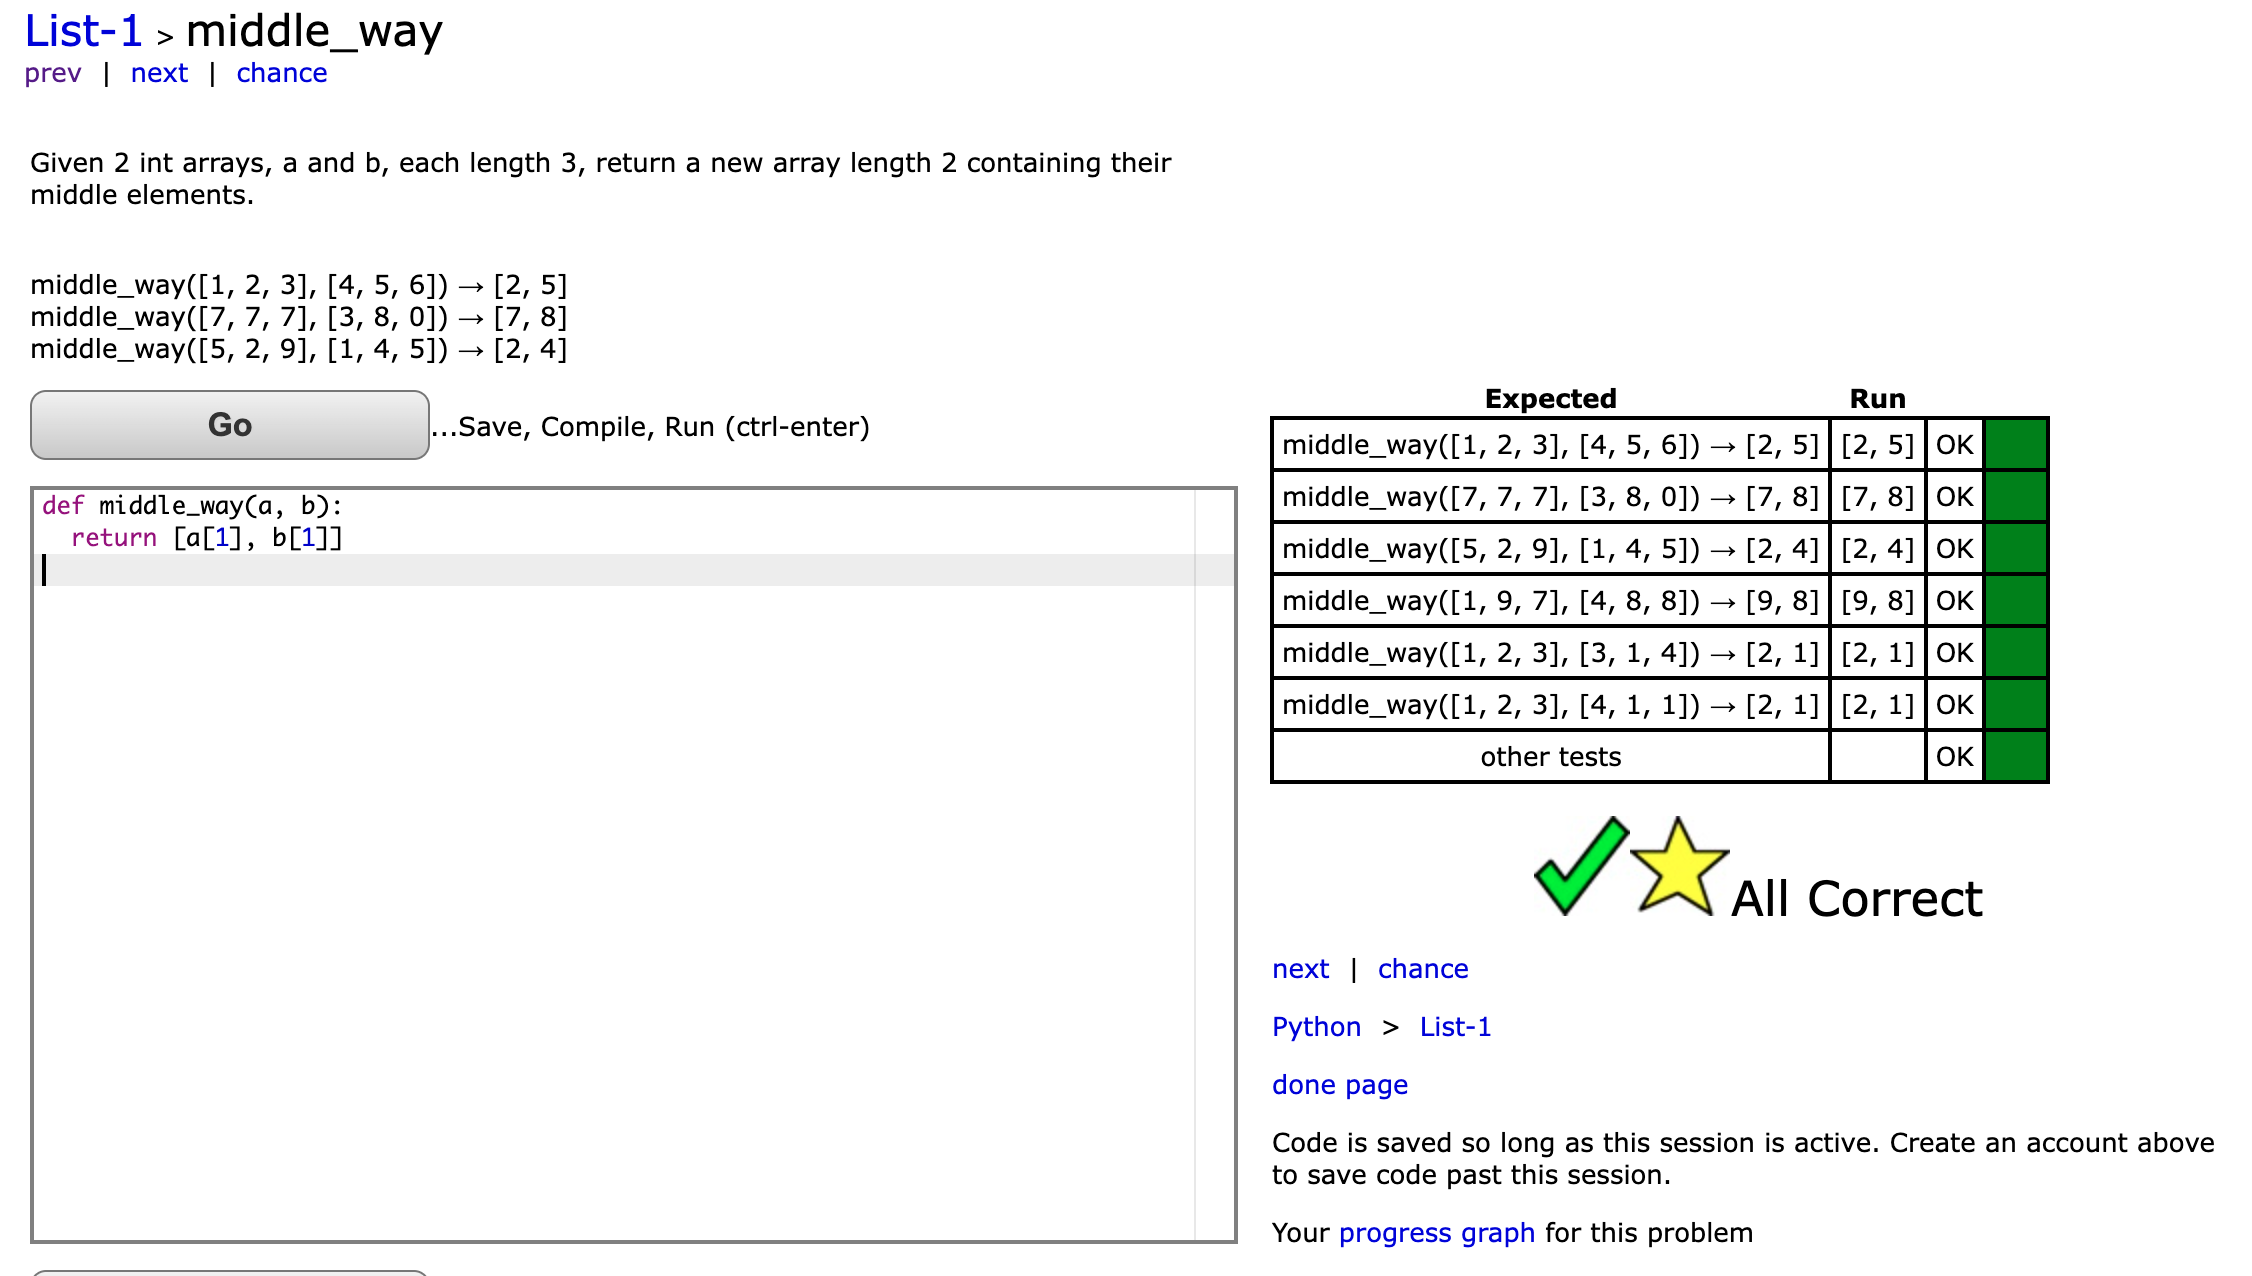 List-1 > middle_way
prev | next | chance
Given 2 int arrays, a and b, each length 3, return a new array length 2 containing their
middle elements.
middle_way([1, 2, 3], [4, 5, 6]) → [2, 5]
middle_way([7, 7, 7], [3, 8, 0]) → [7, 8]
middle_way([5, 2, 9], [1, 4, 5]) → [2, 4]
Go ...Save, Compile, Run (ctrl-enter)
def middle_way(a, b):
  return [a[1], b[1]]
Expected Run
middle_way([1, 2, 3], [4, 5, 6]) → [2, 5] [2, 5] OK
middle_way([7, 7, 7], [3, 8, 0]) → [7, 8] [7, 8] OK
middle_way([5, 2, 9], [1, 4, 5]) → [2, 4] [2, 4] OK
middle_way([1, 9, 7], [4, 8, 8]) → [9, 8] [9, 8] OK
middle_way([1, 2, 3], [3, 1, 4]) → [2, 1] [2, 1] OK
middle_way([1, 2, 3], [4, 1, 1]) → [2, 1] [2, 1] OK
other tests OK
All Correct
next | chance
Python > List-1
done page
Code is saved so long as this session is active. Create an account above
to save code past this session.
Your progress graph for this problem